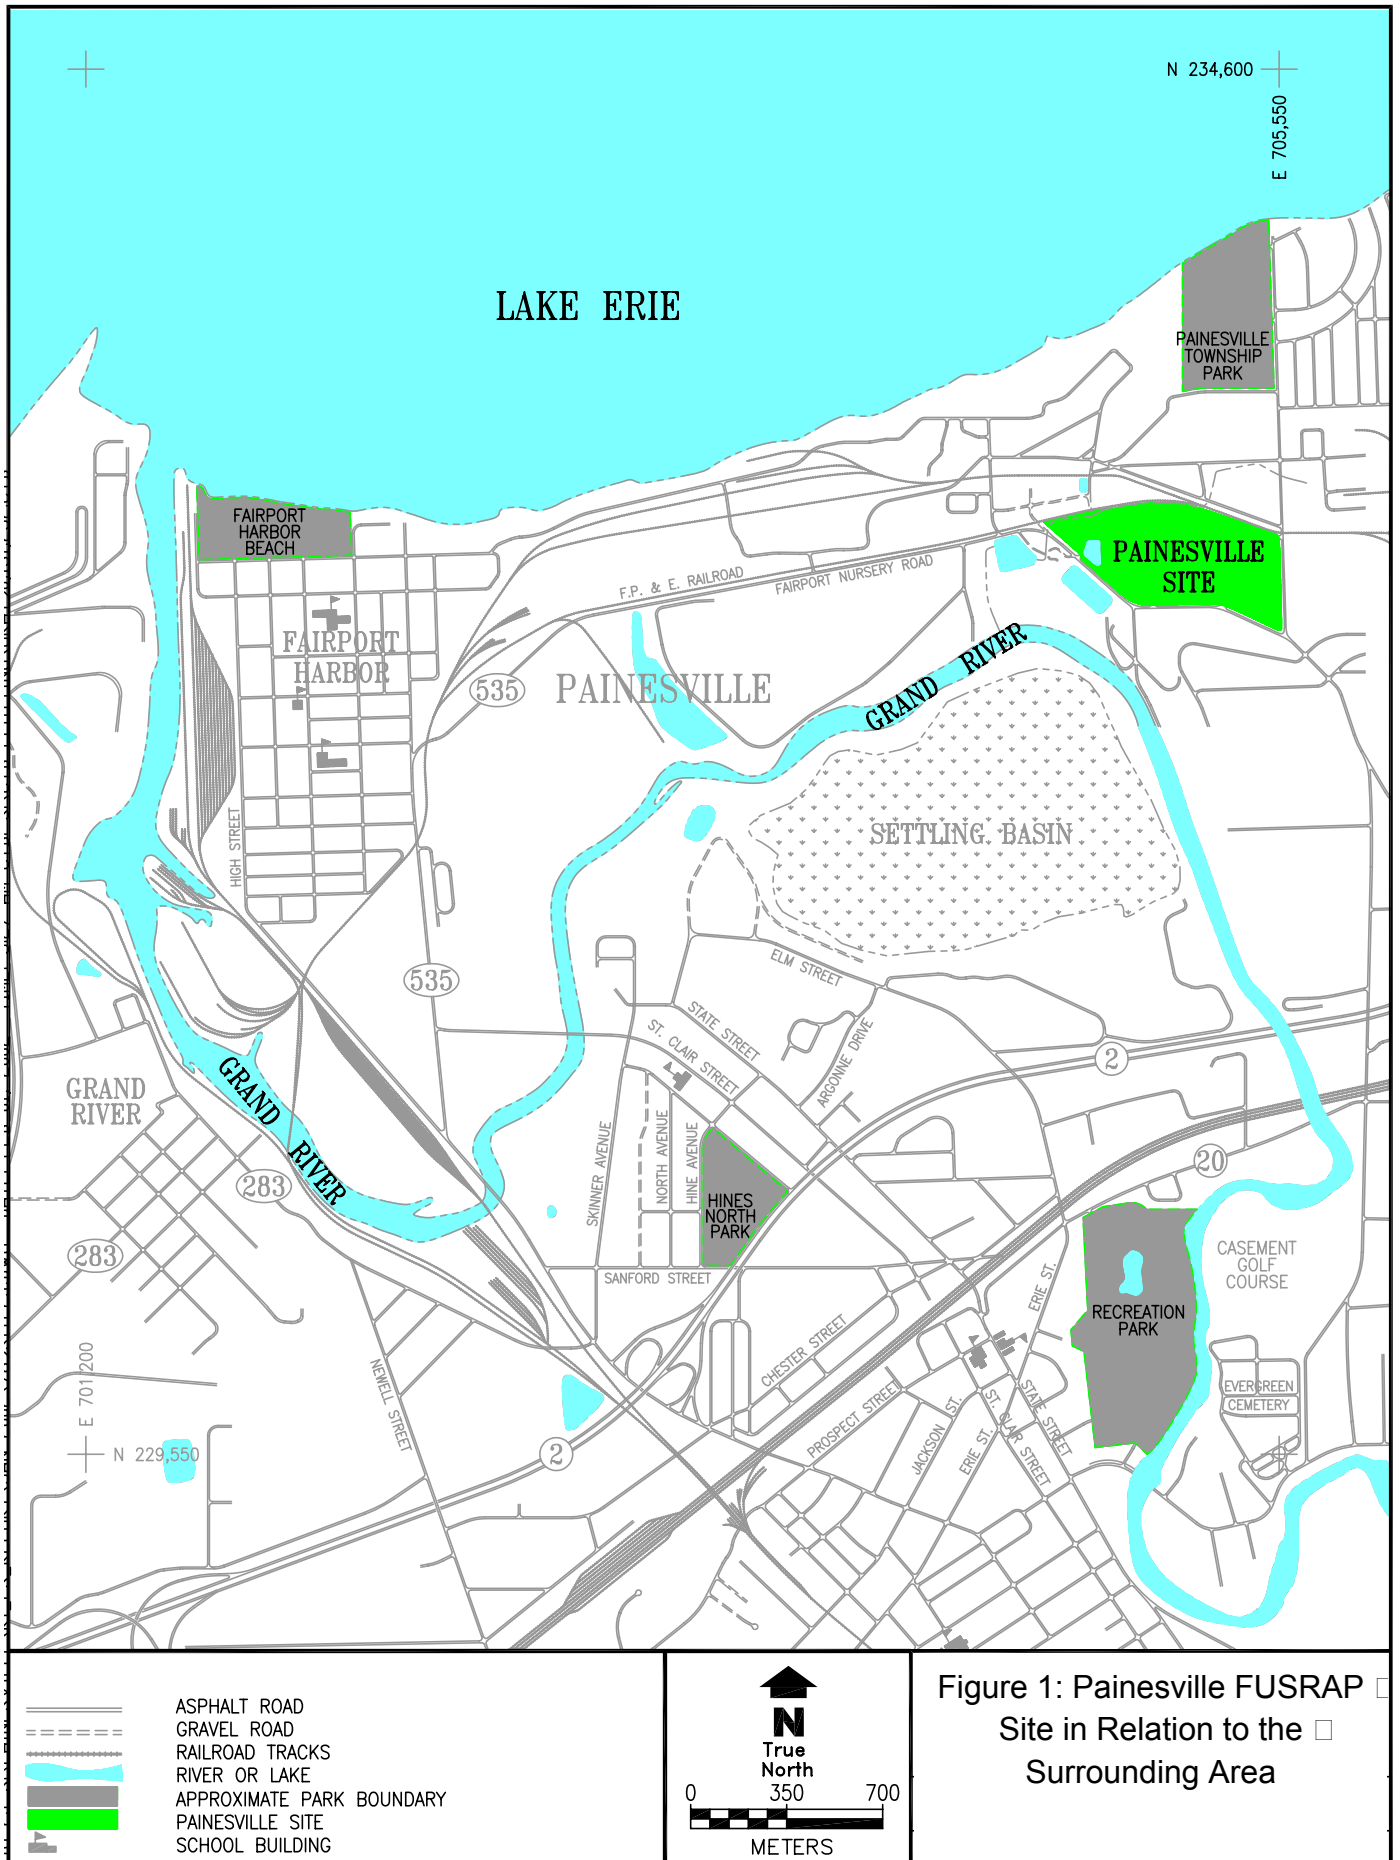 N 234,600
E 705,550
LAKE ERIE
PAINESVILLE
TOWNSHIP
PARK
FAIRPORT
HARBOR
BEACH
PAINESVILLE
SITE
F.P. & E. RAILROAD
FAIRPORT NURSERY ROAD
FAIRPORT
HARBOR
535
PAINESVILLE
GRAND RIVER
SETTLING BASIN
HIGH STREET
ELM STREET
535
STATE STREET
ST. CLAIR STREET
ARGONNE DRIVE
2
GRAND
RIVER
GRAND RIVER
SKINNER AVENUE
NORTH AVENUE
HINE AVENUE
20
283
HINES
NORTH
PARK
283
SANFORD STREET
CASEMENT
GOLF
COURSE
ERIE ST.
RECREATION
PARK
CHESTER STREET
NEWELL STREET
E 701,200
N 229,550
PROSPECT STREET
JACKSON ST.
ERIE ST.
ST. CLAIR STREET
STATE STREET
EVERGREEN
CEMETERY
2
ASPHALT ROAD
GRAVEL ROAD
RAILROAD TRACKS
RIVER OR LAKE
APPROXIMATE PARK BOUNDARY
PAINESVILLE SITE
SCHOOL BUILDING
N
True
North
0 350 700
METERS
Figure 1: Painesville FUSRAP
Site in Relation to the
Surrounding Area